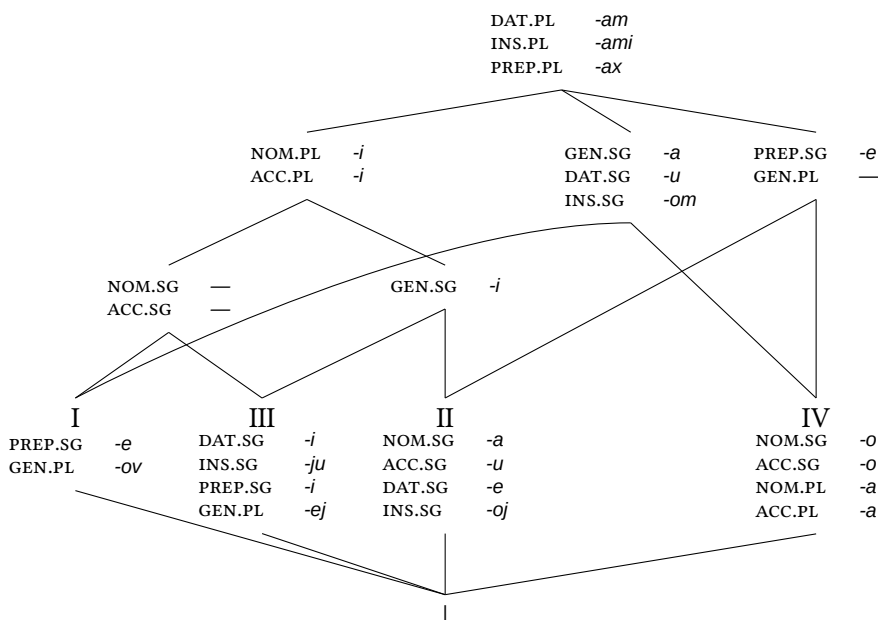 DAT.PL -am
INS.PL -ami
PREP.PL -ax
NOM.PL -i
ACC.PL -i
GEN.SG -a
DAT.SG -u
INS.SG -om
PREP.SG -e
GEN.PL —
NOM.SG —
ACC.SG —
GEN.SG -i
I
PREP.SG -e
GEN.PL -ov
III
DAT.SG -i
INS.SG -ju
PREP.SG -i
GEN.PL -ej
II
NOM.SG -a
ACC.SG -u
DAT.SG -e
INS.SG -oj
IV
NOM.SG -o
ACC.SG -o
NOM.PL -a
ACC.PL -a